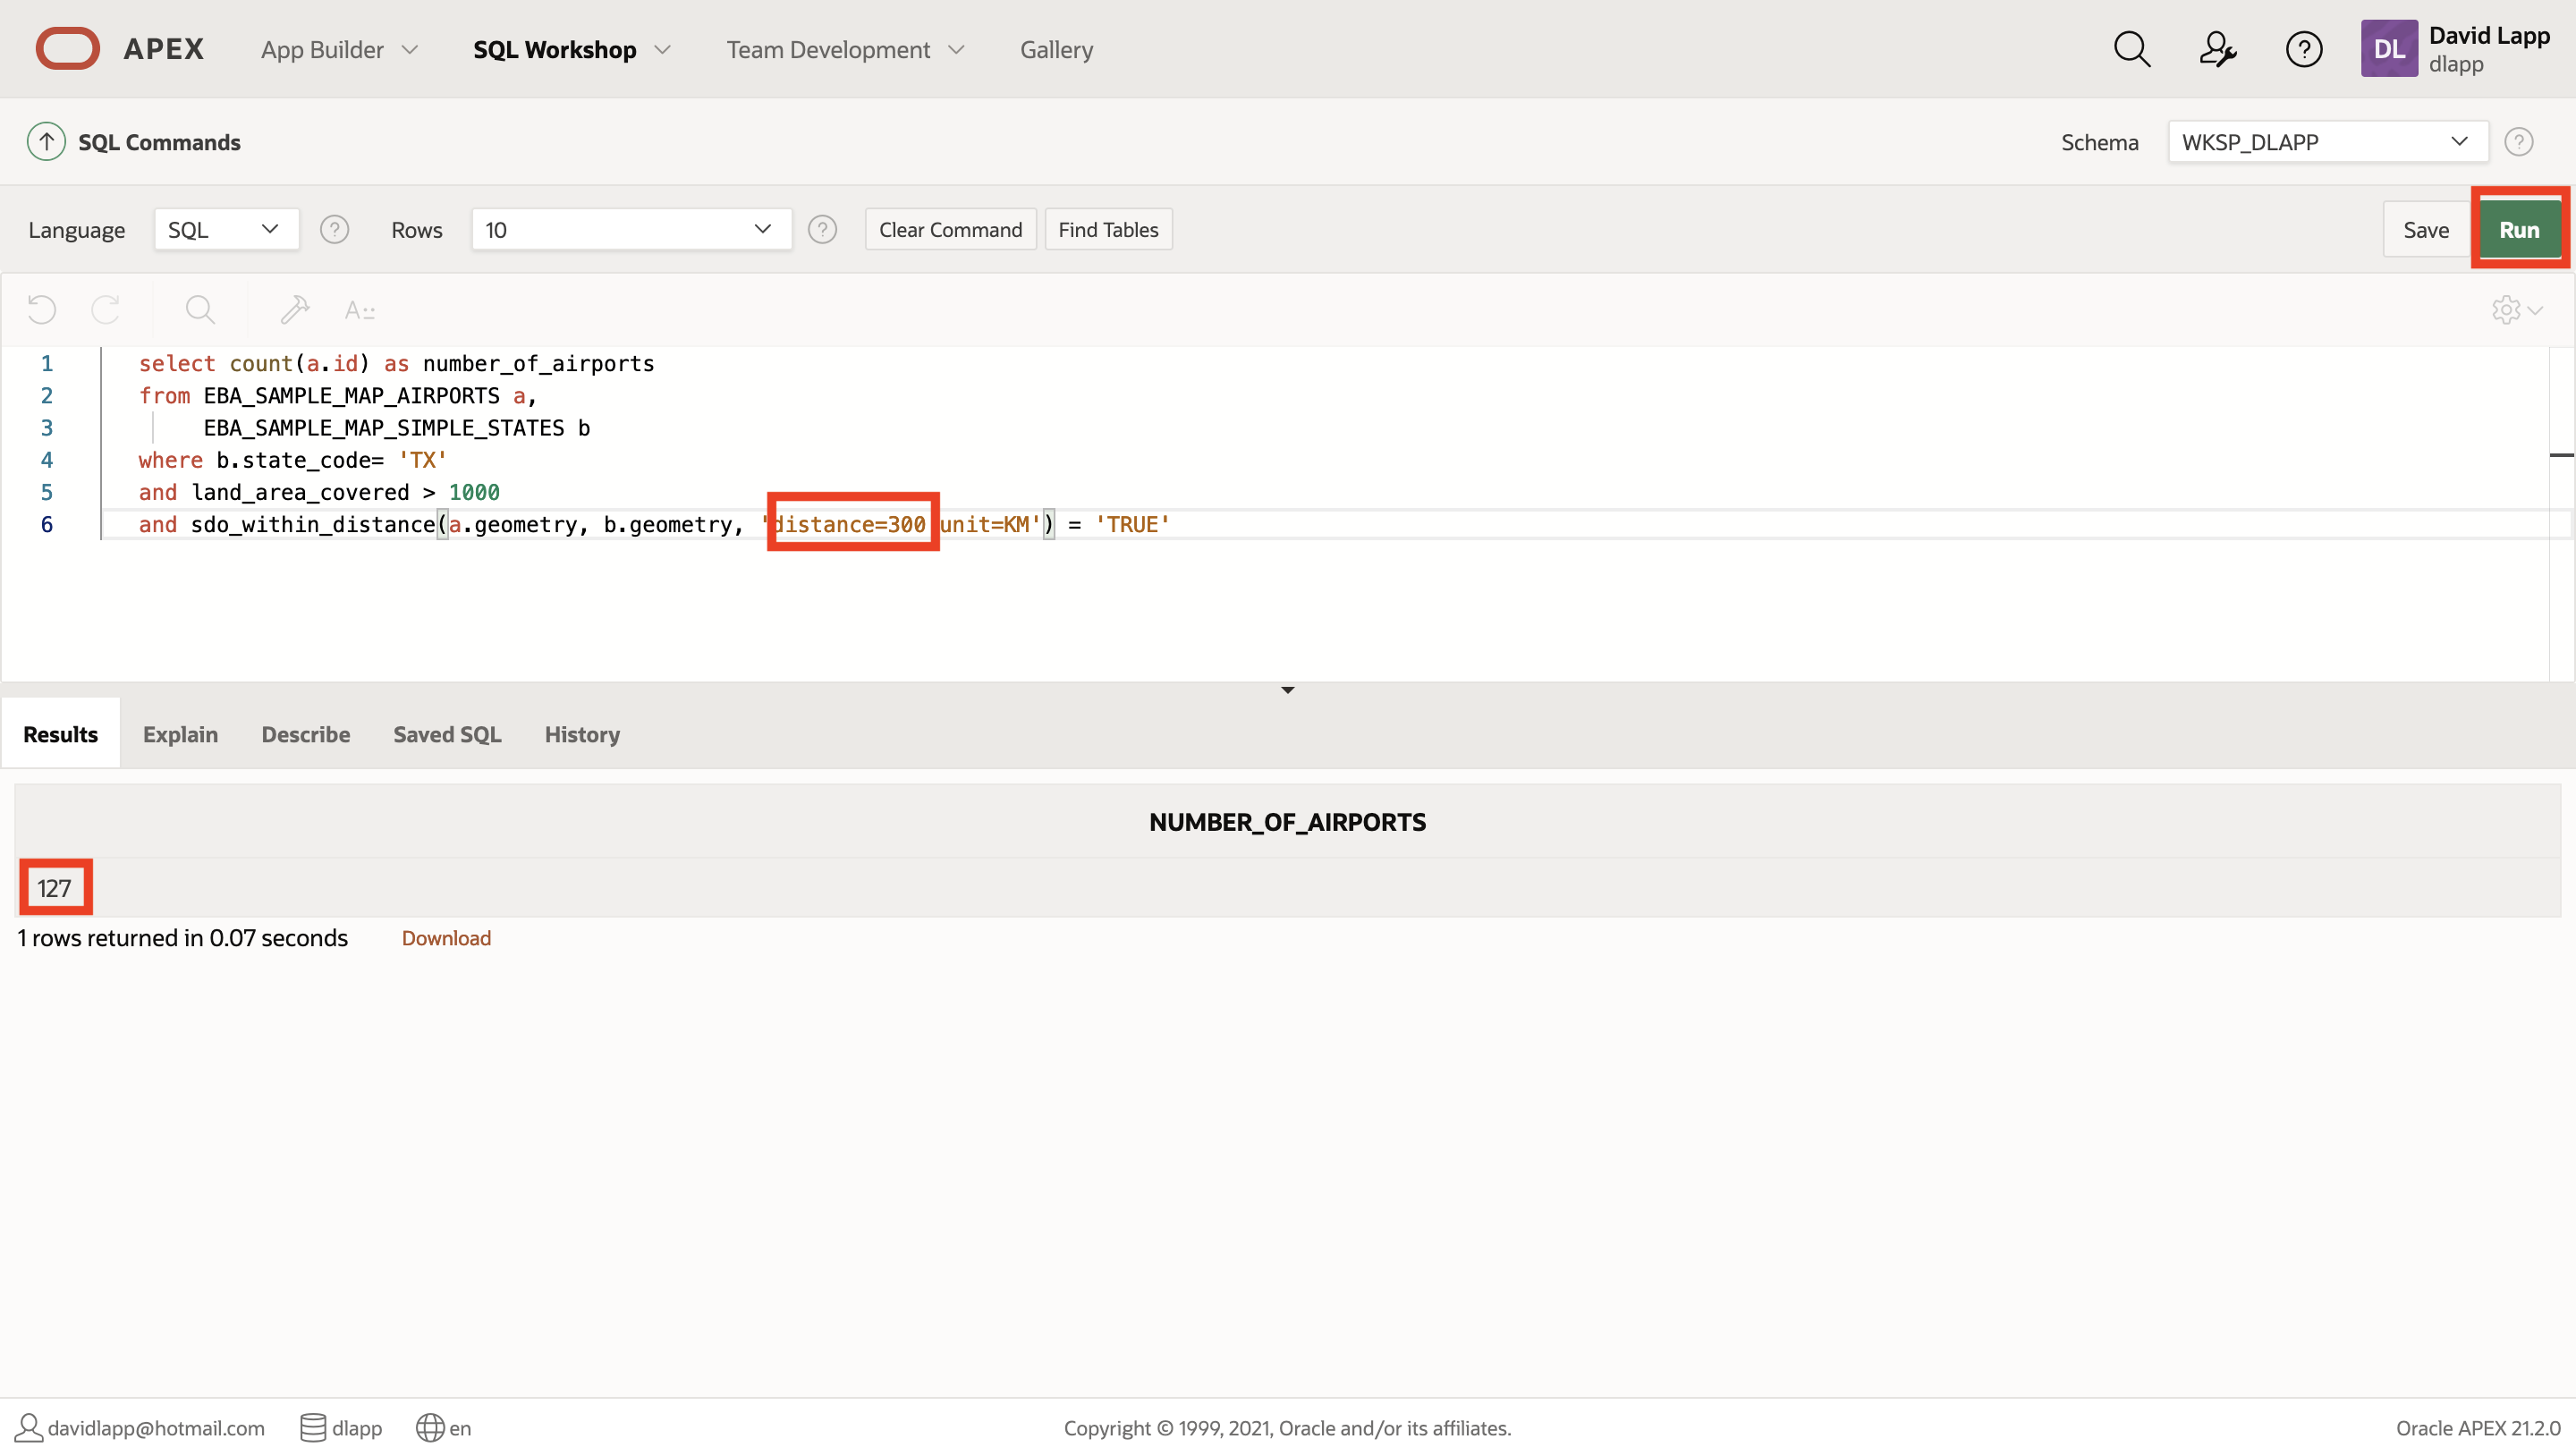 APEX App Builder SQL Workshop Team Development Gallery DL David Lapp
dlapp
SQL Commands Schema WKSP_DLAPP ?
Language SQL ? Rows 10 ? Clear Command Find Tables Save Run
A::
1 select count(a.id) as number_of_airports
2 from EBA_SAMPLE_MAP_AIRPORTS a,
3 EBA_SAMPLE_MAP_SIMPLE_STATES b
4 where b.state_code= 'TX'
5 and land_area_covered > 1000
6 and sdo_within_distance(a.geometry, b.geometry, 'distance=300 unit=KM') = 'TRUE'
Results Explain Describe Saved SQL History
NUMBER_OF_AIRPORTS
127
1 rows returned in 0.07 seconds Download
davidlapp@hotmail.com dlapp en Copyright © 1999, 2021, Oracle and/or its affiliates. Oracle APEX 21.2.0